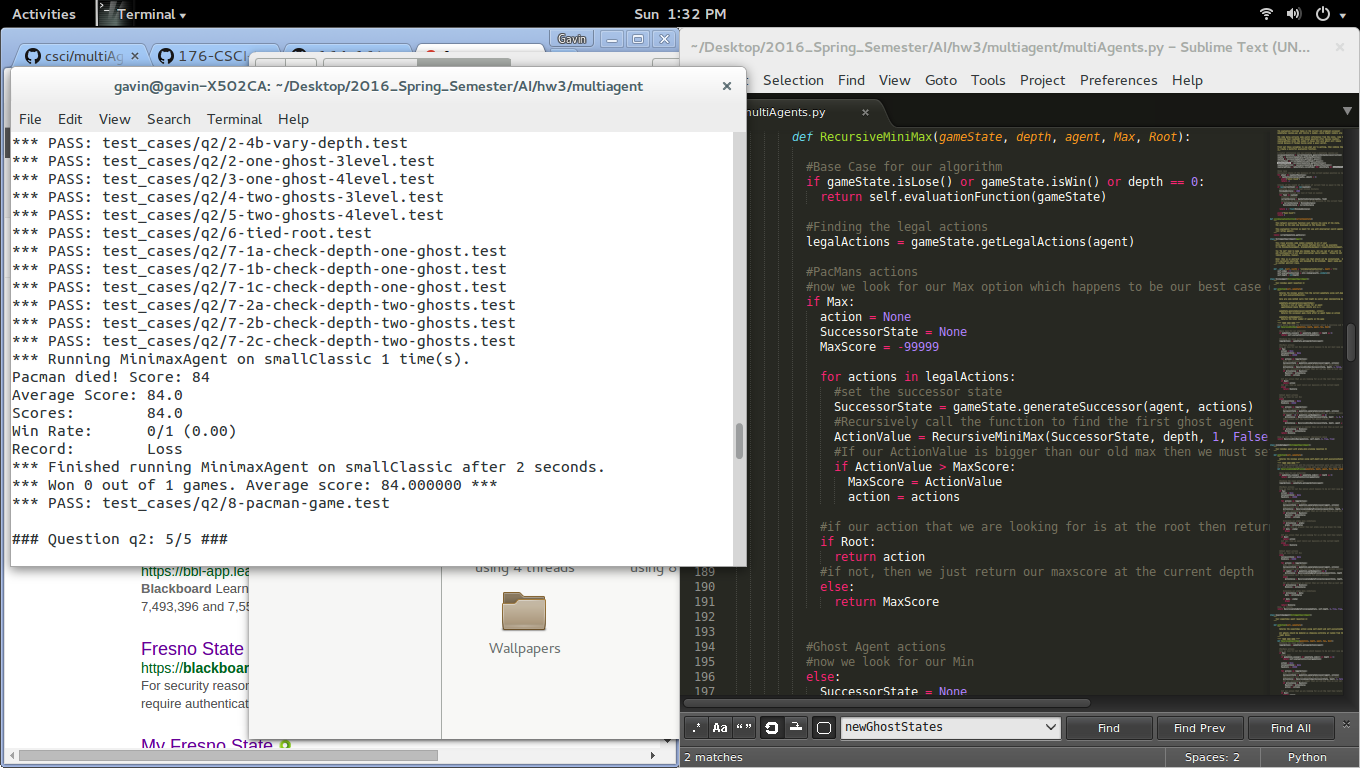 Activities
Terminal
Sun 1:32 PM
Gavin
csci/multiAg
176-CSCI-
~/Desktop/2016_Spring_Semester/AI/hw3/multiagent/multiAgents.py – Sublime Text (UN...
gavin@gavin-X502CA: ~/Desktop/2016_Spring_Semester/AI/hw3/multiagent
File Edit View Search Terminal Help
*** PASS: test_cases/q2/2-4b-vary-depth.test
*** PASS: test_cases/q2/2-one-ghost-3level.test
*** PASS: test_cases/q2/3-one-ghost-4level.test
*** PASS: test_cases/q2/4-two-ghosts-3level.test
*** PASS: test_cases/q2/5-two-ghosts-4level.test
*** PASS: test_cases/q2/6-tied-root.test
*** PASS: test_cases/q2/7-1a-check-depth-one-ghost.test
*** PASS: test_cases/q2/7-1b-check-depth-one-ghost.test
*** PASS: test_cases/q2/7-1c-check-depth-one-ghost.test
*** PASS: test_cases/q2/7-2a-check-depth-two-ghosts.test
*** PASS: test_cases/q2/7-2b-check-depth-two-ghosts.test
*** PASS: test_cases/q2/7-2c-check-depth-two-ghosts.test
*** Running MinimaxAgent on smallClassic 1 time(s).
Pacman died! Score: 84
Average Score: 84.0
Scores:        84.0
Win Rate:      0/1 (0.00)
Record:        Loss
*** Finished running MinimaxAgent on smallClassic after 2 seconds.
*** Won 0 out of 1 games. Average score: 84.000000 ***
*** PASS: test_cases/q2/8-pacman-game.test
### Question q2: 5/5 ###
https://bbl-app.lea
Blackboard Learn
7,493,396 and 7,55
Fresno State
https://blackboar
For security reason
require authenticat
My Fresno State
using 4 threads
using 8
Wallpapers
Selection Find View Goto Tools Project Preferences Help
multiAgents.py
def RecursiveMiniMax(gameState, depth, agent, Max, Root):
#Base Case for our algorithm
if gameState.isLose() or gameState.isWin() or depth == 0:
return self.evaluationFunction(gameState)
#Finding the legal actions
legalActions = gameState.getLegalActions(agent)
#PacMans actions
#now we look for our Max option which happens to be our best case
if Max:
action = None
SuccessorState = None
MaxScore = -99999
for actions in legalActions:
#set the successor state
SuccessorState = gameState.generateSuccessor(agent, actions)
#Recursively call the function to find the first ghost agent
ActionValue = RecursiveMiniMax(SuccessorState, depth, 1, False
#If our ActionValue is bigger than our old max then we must se
if ActionValue > MaxScore:
MaxScore = ActionValue
action = actions
#if our action that we are looking for is at the root then retur
if Root:
return action
189 #if not, then we just return our maxscore at the current depth
190 else:
191 return MaxScore
192
193
194 #Ghost Agent actions
195 #now we look for our Min
196 else:
197 SuccessorState = None
.* Aa “ ” newGhostStates Find Find Prev Find All
2 matches
Spaces: 2
Python